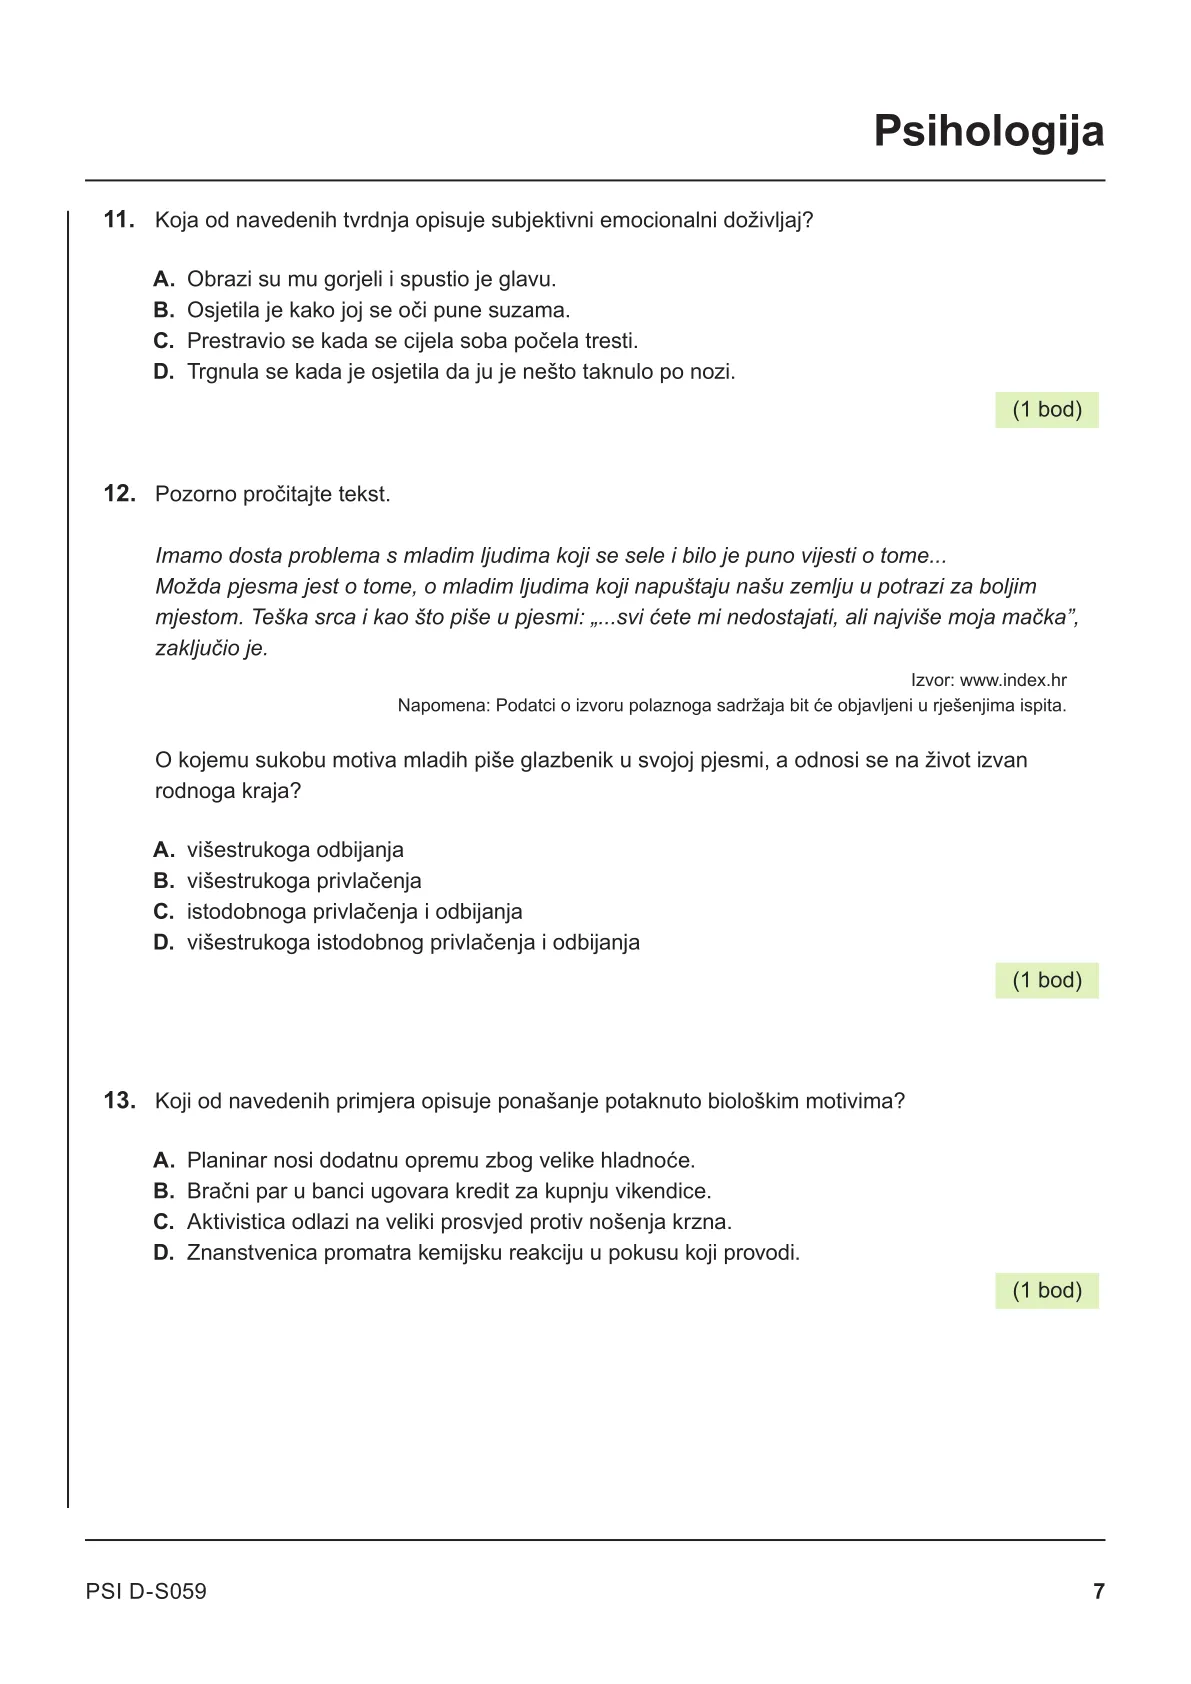 Psihologija
11. Koja od navedenih tvrdnja opisuje subjektivni emocionalni doživljaj?
A. Obrazi su mu gorjeli i spustio je glavu.
B. Osjetila je kako joj se oči pune suzama.
C. Prestravio se kada se cijela soba počela tresti.
D. Trgnula se kada je osjetila da ju je nešto taknulo po nozi.
(1 bod)
12. Pozorno pročitajte tekst.
Imamo dosta problema s mladim ljudima koji se sele i bilo je puno vijesti o tome...
Možda pjesma jest o tome, o mladim ljudima koji napuštaju našu zemlju u potrazi za boljim
mjestom. Teška srca i kao što piše u pjesmi: „...svi ćete mi nedostajati, ali najviše moja mačka”,
zaključio je.
Izvor: www.index.hr
Napomena: Podatci o izvoru polaznoga sadržaja bit će objavljeni u rješenjima ispita.
O kojemu sukobu motiva mladih piše glazbenik u svojoj pjesmi, a odnosi se na život izvan
rodnoga kraja?
A. višestrukoga odbijanja
B. višestrukoga privlačenja
C. istodobnoga privlačenja i odbijanja
D. višestrukoga istodobnog privlačenja i odbijanja
(1 bod)
13. Koji od navedenih primjera opisuje ponašanje potaknuto biološkim motivima?
A. Planinar nosi dodatnu opremu zbog velike hladnoće.
B. Bračni par u banci ugovara kredit za kupnju vikendice.
C. Aktivistica odlazi na veliki prosvjed protiv nošenja krzna.
D. Znanstvenica promatra kemijsku reakciju u pokusu koji provodi.
(1 bod)
PSI D-S059
7